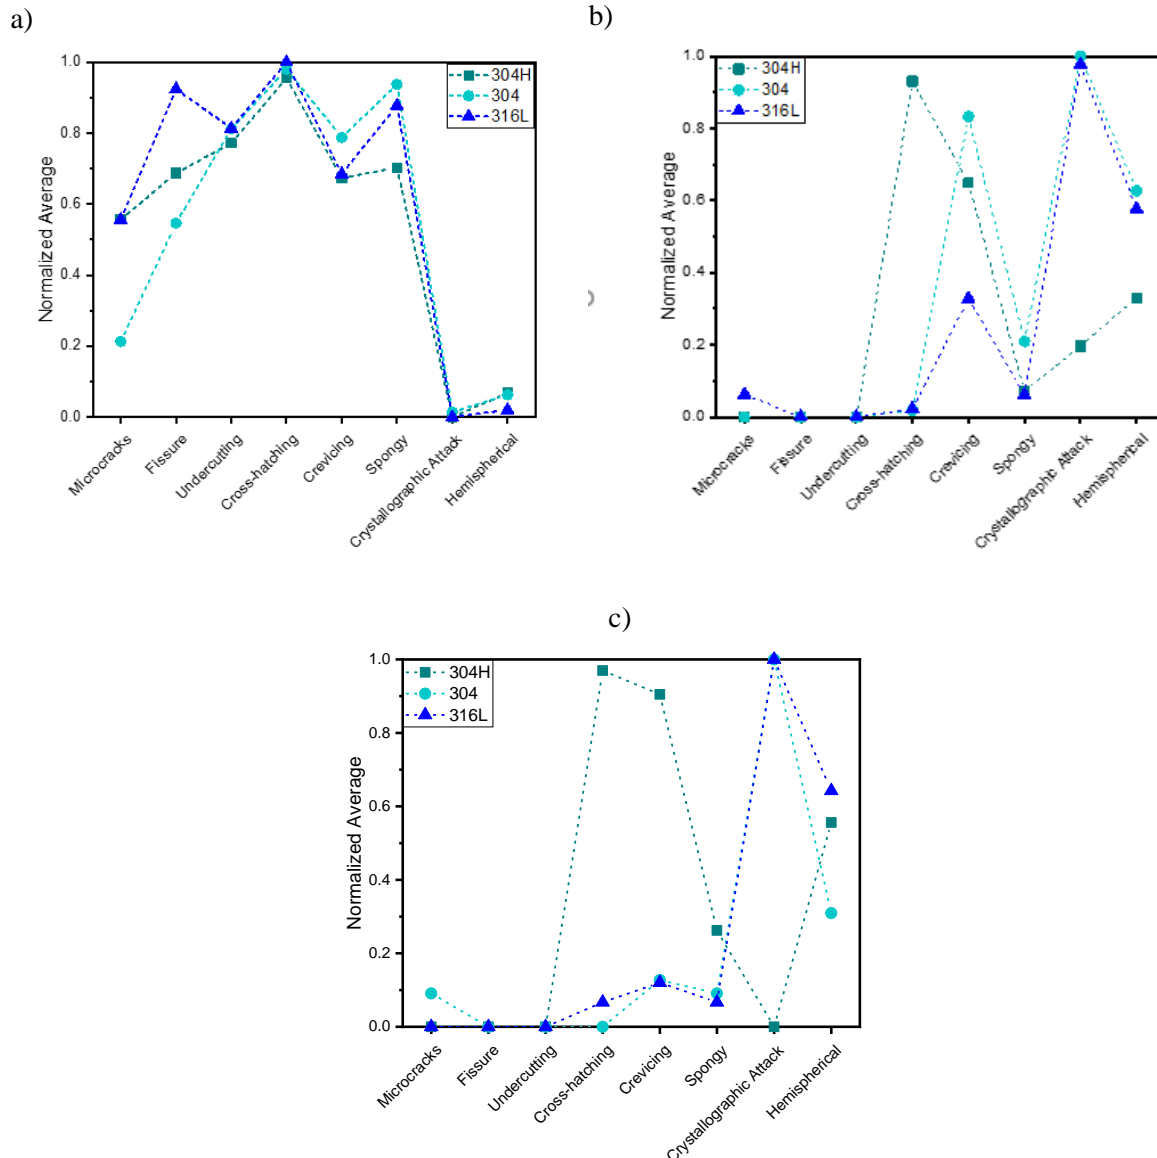 a)
1.0
0.8
0.6
0.4
0.2
0.0
Normalized Average
304H
304
316L
Microcracks
Fissure
Undercutting
Cross-hatching
Crevicing
Spongy
Crystallographic Attack
Hemispherical
b)
1.0
0.8
0.6
0.4
0.2
0.0
Normalized Average
304H
304
316L
Microcracks
Fissure
Undercutting
Cross-hatching
Crevicing
Spongy
Crystallographic Attack
Hemispherical
c)
1.0
0.8
0.6
0.4
0.2
0.0
Normalized Average
304H
304
316L
Microcracks
Fissure
Undercutting
Cross-hatching
Crevicing
Spongy
Crystallographic Attack
Hemispherical